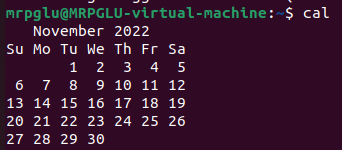 mrpglu@MRPGLU-virtual-machine:~$ cal
   November 2022
Su Mo Tu We Th Fr Sa
       1  2  3  4  5
 6  7  8  9 10 11 12
13 14 15 16 17 18 19
20 21 22 23 24 25 26
27 28 29 30